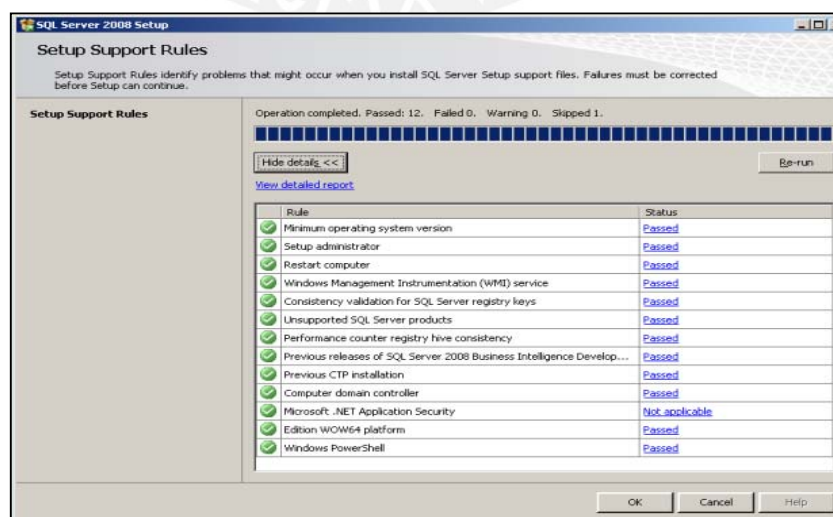 SQL Server 2008 Setup
Setup Support Rules
Setup Support Rules identify problems that might occur when you install SQL Server Setup support files. Failures must be corrected
before Setup can continue.
Setup Support Rules
Operation completed. Passed: 12. Failed 0. Warning 0. Skipped 1.
Hide details <<
Re-run
View detailed report
Rule Status
Minimum operating system version Passed
Setup administrator Passed
Restart computer Passed
Windows Management Instrumentation (WMI) service Passed
Consistency validation for SQL Server registry keys Passed
Unsupported SQL Server products Passed
Performance counter registry hive consistency Passed
Previous releases of SQL Server 2008 Business Intelligence Develop... Passed
Previous CTP installation Passed
Computer domain controller Passed
Microsoft .NET Application Security Not applicable
Edition WOW64 platform Passed
Windows PowerShell Passed
OK Cancel Help